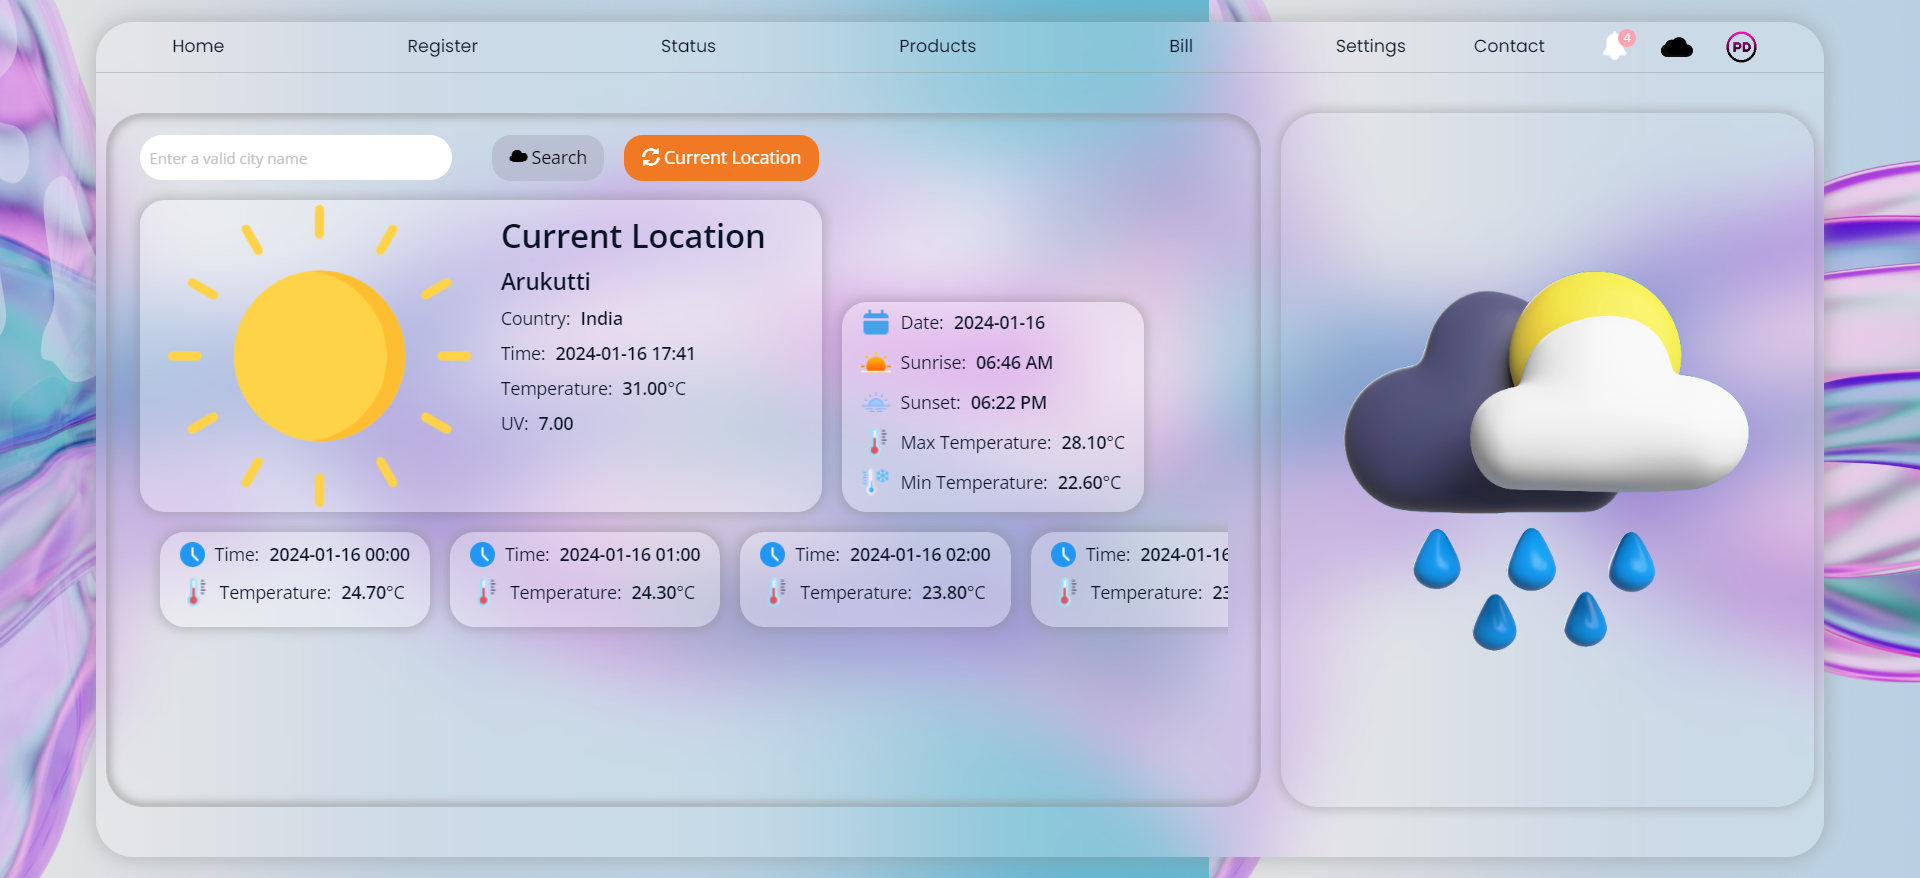 Home Register Status Products Bill Settings Contact 4 PD
Enter a valid city name Search Current Location
Current Location
Arukutti
Country: India
Time: 2024-01-16 17:41
Temperature: 31.00°C
UV: 7.00
Date: 2024-01-16
Sunrise: 06:46 AM
Sunset: 06:22 PM
Max Temperature: 28.10°C
Min Temperature: 22.60°C
Time: 2024-01-16 00:00
Temperature: 24.70°C
Time: 2024-01-16 01:00
Temperature: 24.30°C
Time: 2024-01-16 02:00
Temperature: 23.80°C
Time: 2024-01-16
Temperature: 23